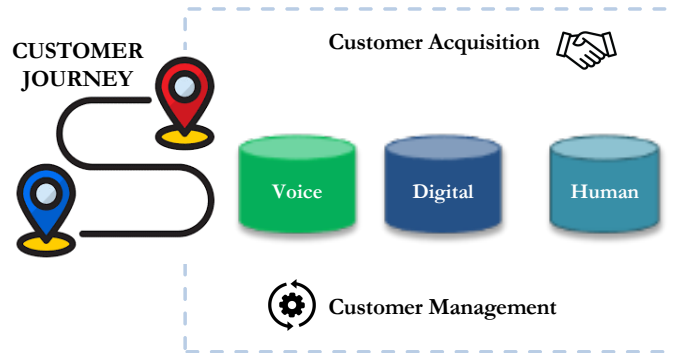 CUSTOMER
JOURNEY
Customer Acquisition
Voice
Digital
Human
Customer Management